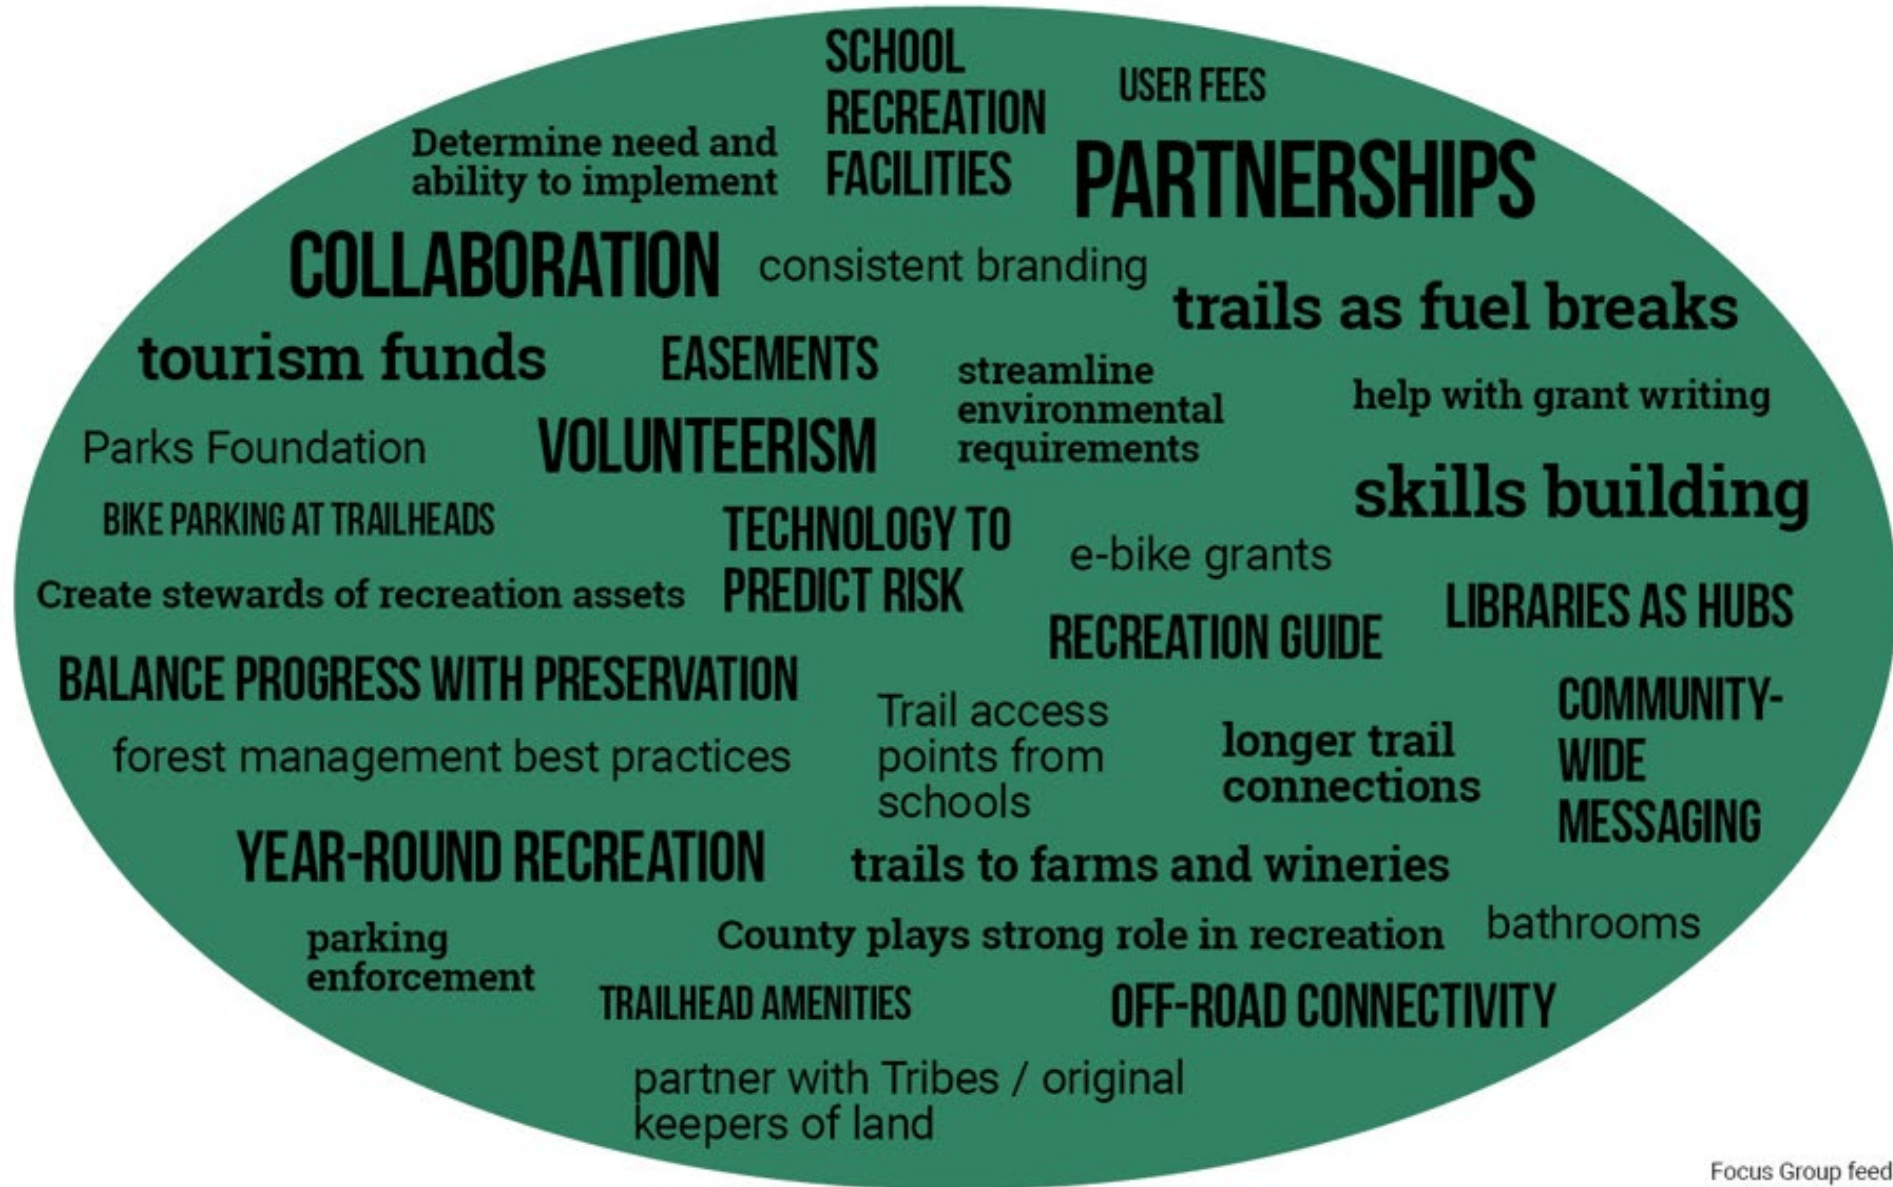 SCHOOL
RECREATION
FACILITIES
USER FEES
Determine need and
ability to implement
PARTNERSHIPS
COLLABORATION
consistent branding
trails as fuel breaks
tourism funds
EASEMENTS
streamline
environmental
requirements
help with grant writing
Parks Foundation
VOLUNTEERISM
skills building
BIKE PARKING AT TRAILHEADS
TECHNOLOGY TO
PREDICT RISK
e-bike grants
Create stewards of recreation assets
LIBRARIES AS HUBS
RECREATION GUIDE
BALANCE PROGRESS WITH PRESERVATION
COMMUNITY-
WIDE
MESSAGING
Trail access
points from
schools
longer trail
connections
forest management best practices
YEAR-ROUND RECREATION
trails to farms and wineries
parking
enforcement
County plays strong role in recreation
bathrooms
TRAILHEAD AMENITIES
OFF-ROAD CONNECTIVITY
partner with Tribes / original
keepers of land
Focus Group feed